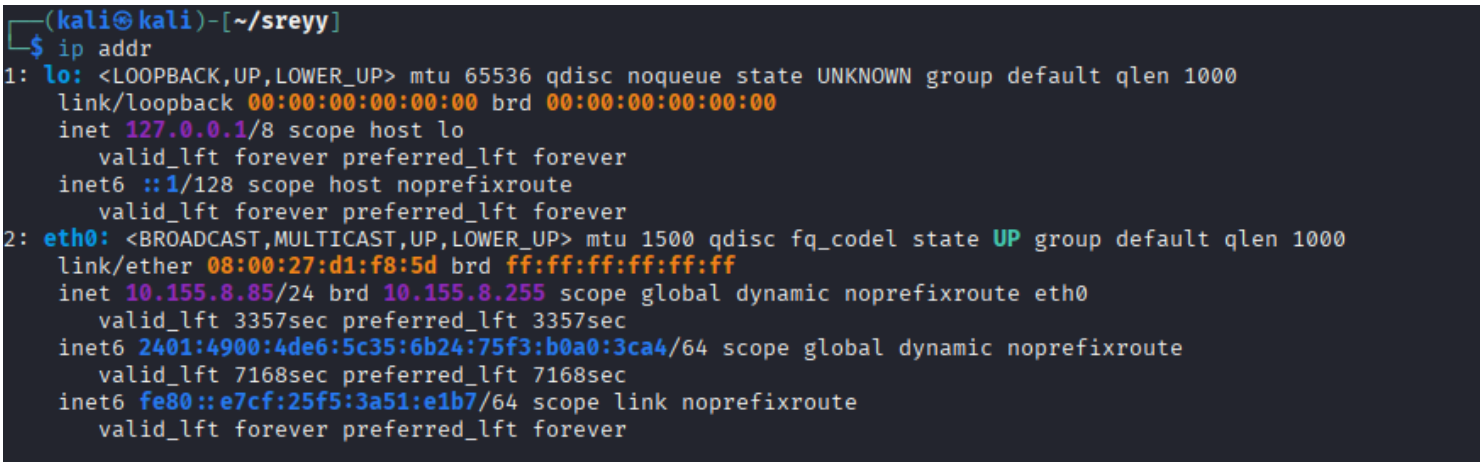 ┌──(kali㉿kali)-[~/sreyy]
└─$ ip addr
1: lo: <LOOPBACK,UP,LOWER_UP> mtu 65536 qdisc noqueue state UNKNOWN group default qlen 1000
    link/loopback 00:00:00:00:00:00 brd 00:00:00:00:00:00
    inet 127.0.0.1/8 scope host lo
       valid_lft forever preferred_lft forever
    inet6 ::1/128 scope host noprefixroute
       valid_lft forever preferred_lft forever
2: eth0: <BROADCAST,MULTICAST,UP,LOWER_UP> mtu 1500 qdisc fq_codel state UP group default qlen 1000
    link/ether 08:00:27:d1:f8:5d brd ff:ff:ff:ff:ff:ff
    inet 10.155.8.85/24 brd 10.155.8.255 scope global dynamic noprefixroute eth0
       valid_lft 3357sec preferred_lft 3357sec
    inet6 2401:4900:4de6:5c35:6b24:75f3:b0a0:3ca4/64 scope global dynamic noprefixroute
       valid_lft 7168sec preferred_lft 7168sec
    inet6 fe80::e7cf:25f5:3a51:e1b7/64 scope link noprefixroute
       valid_lft forever preferred_lft forever